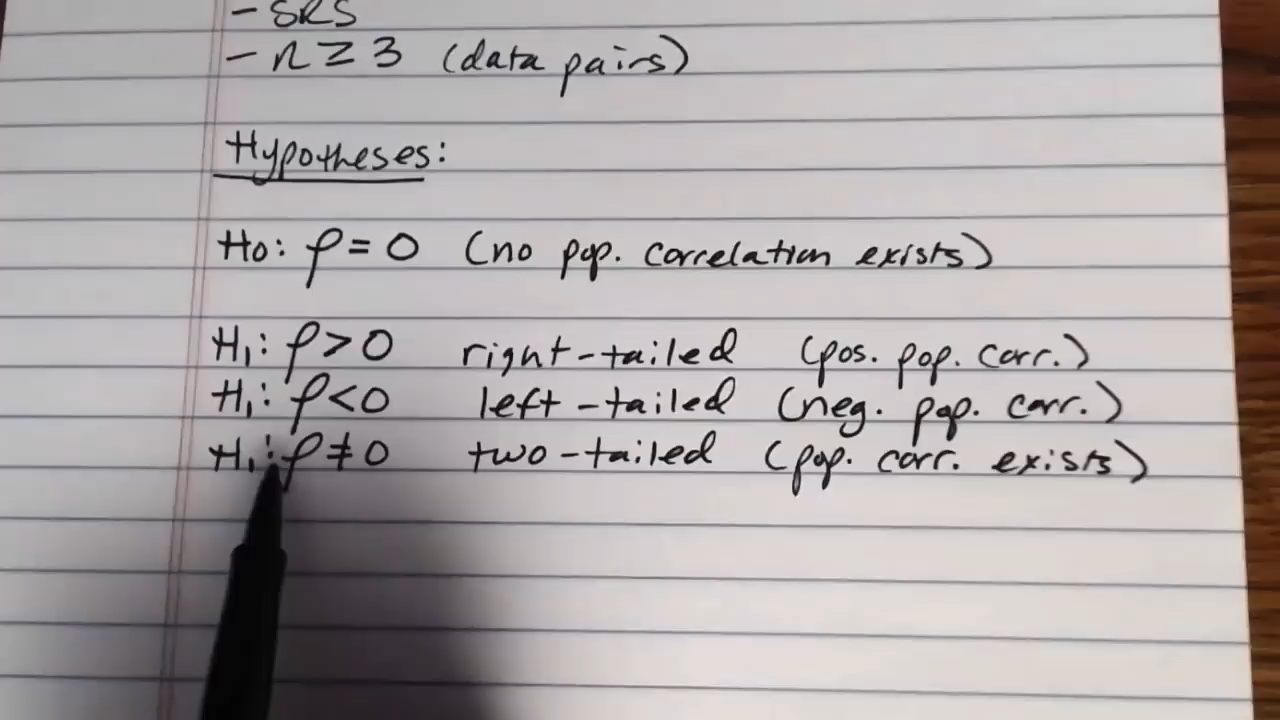 - SRS
- n ≥ 3 (data pairs)
Hypotheses:
H0: ρ = 0 (no pop. correlation exists)
H1: ρ > 0 right-tailed (pos. pop. corr.)
H1: ρ < 0 left-tailed (neg. pop. corr.)
H1: ρ ≠ 0 two-tailed (pop. corr. exists)